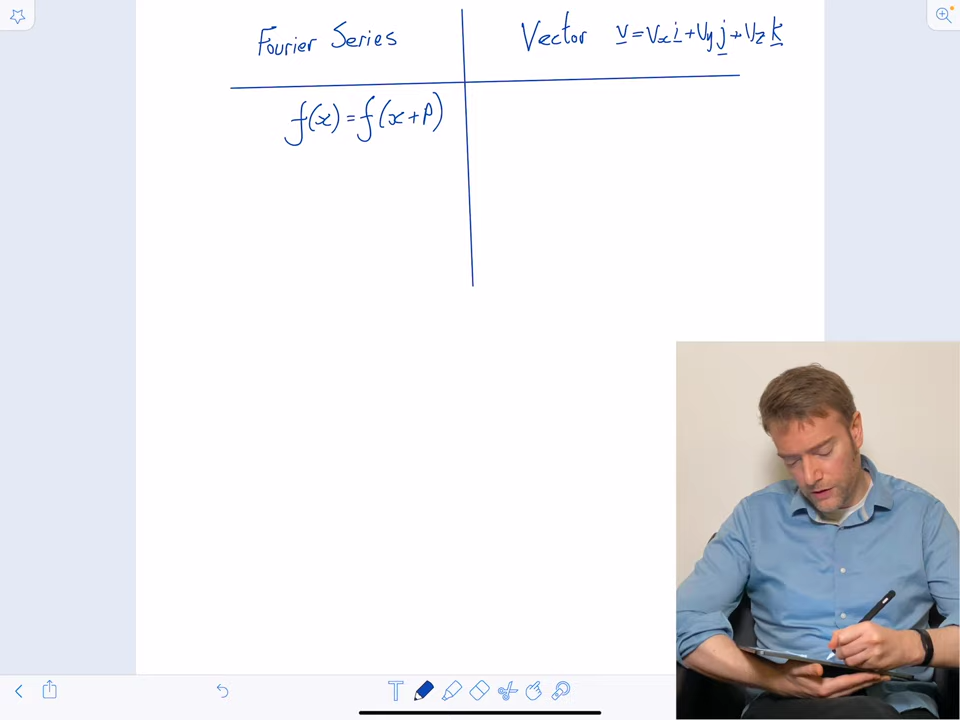 Fourier Series
Vector v = Vx i + Vy j + Vz k
f(x) = f(x + P)